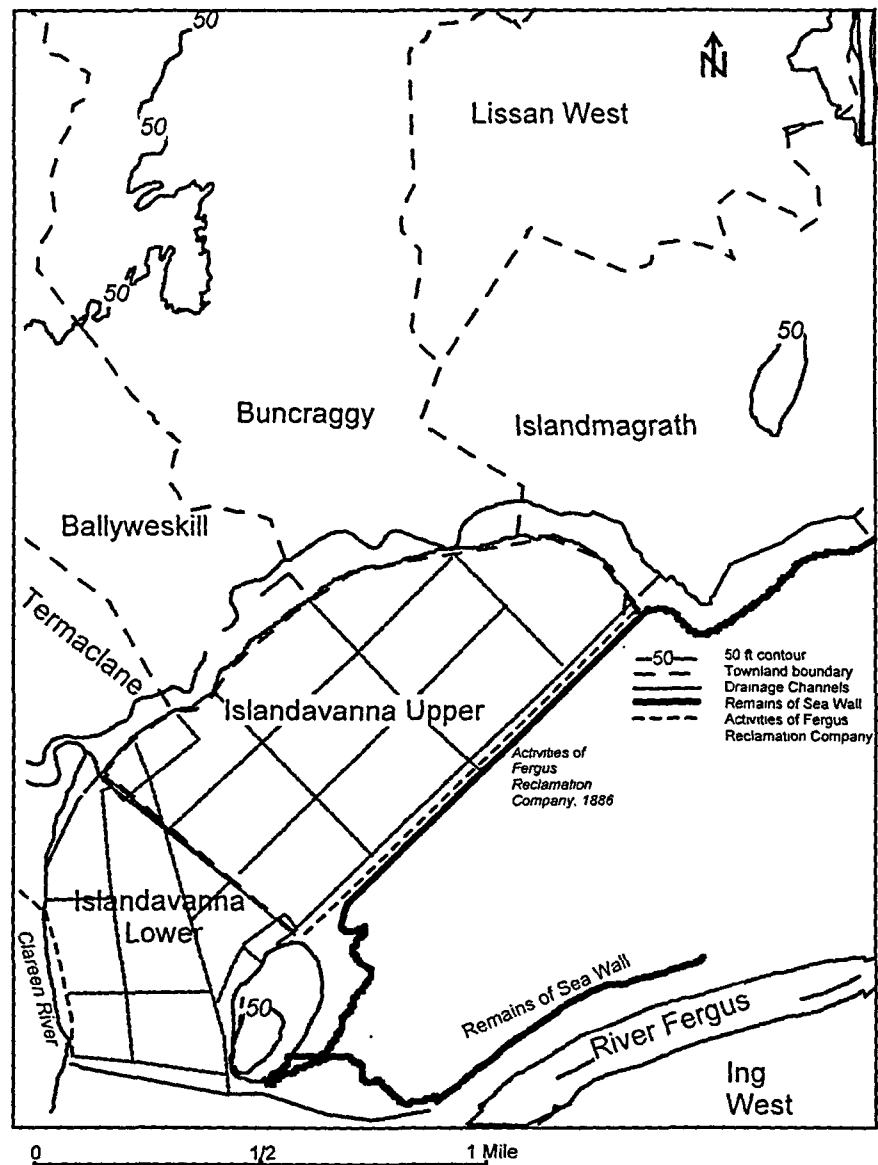 50
N
Lissan West
50
50
50
Buncraggy
Islandmagrath
Ballyweskill
Termaclane
50 ft contour
Townland boundary
Drainage Channels
Remains of Sea Wall
Activities of Fergus
Reclamation Company
50
Islandavanna Upper
Activities of
Fergus
Reclamation
Company, 1886
Islandavanna
Lower
Clareen River
50
Remains of Sea Wall
River Fergus
Ing
West
0 1/2 1 Mile